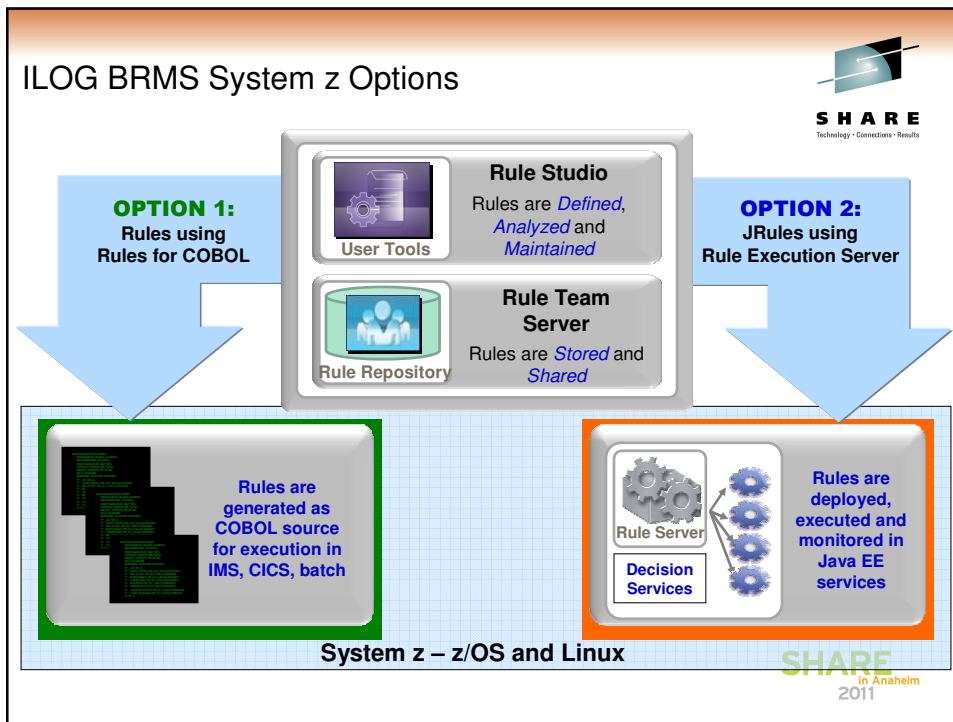 ILOG BRMS System z Options
SHARE
Technology · Connections · Results
OPTION 1:
Rules using
Rules for COBOL
User Tools
Rule Studio
Rules are Defined,
Analyzed and
Maintained
Rule Repository
Rule Team
Server
Rules are Stored and
Shared
OPTION 2:
JRules using
Rule Execution Server
Rules are
generated as
COBOL source
for execution in
IMS, CICS, batch
Rule Server
Decision
Services
Rules are
deployed,
executed and
monitored in
Java EE
services
System z – z/OS and Linux
SHARE
in Anaheim
2011